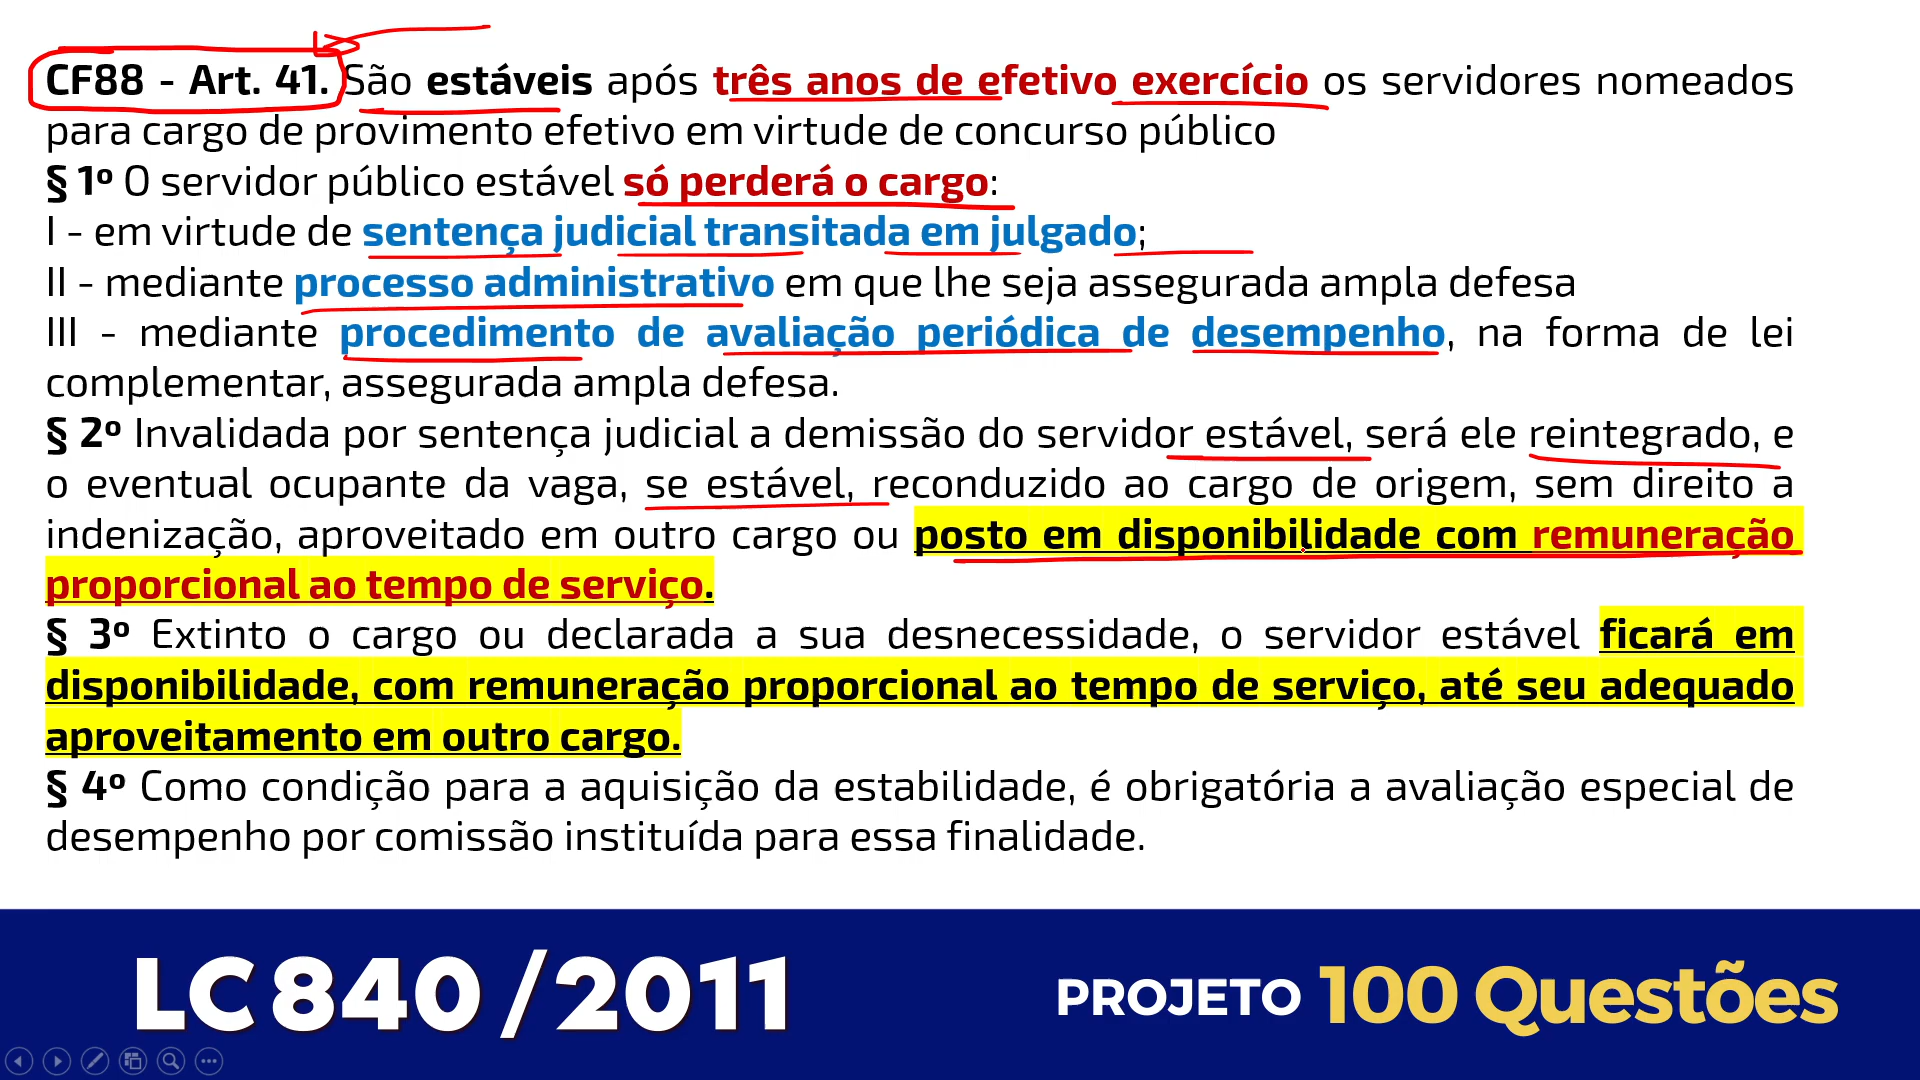 CF88 - Art. 41. São estáveis após três anos de efetivo exercício os servidores nomeados
para cargo de provimento efetivo em virtude de concurso público
§ 1º O servidor público estável só perderá o cargo:
I - em virtude de sentença judicial transitada em julgado;
II - mediante processo administrativo em que lhe seja assegurada ampla defesa
III - mediante procedimento de avaliação periódica de desempenho, na forma de lei
complementar, assegurada ampla defesa.
§ 2º Invalidada por sentença judicial a demissão do servidor estável, será ele reintegrado, e
o eventual ocupante da vaga, se estável, reconduzido ao cargo de origem, sem direito a
indenização, aproveitado em outro cargo ou posto em disponibilidade com remuneração
proporcional ao tempo de serviço.
§ 3º Extinto o cargo ou declarada a sua desnecessidade, o servidor estável ficará em
disponibilidade, com remuneração proporcional ao tempo de serviço, até seu adequado
aproveitamento em outro cargo.
§ 4º Como condição para a aquisição da estabilidade, é obrigatória a avaliação especial de
desempenho por comissão instituída para essa finalidade.
LC 840 /2011
PROJETO 100 Questões